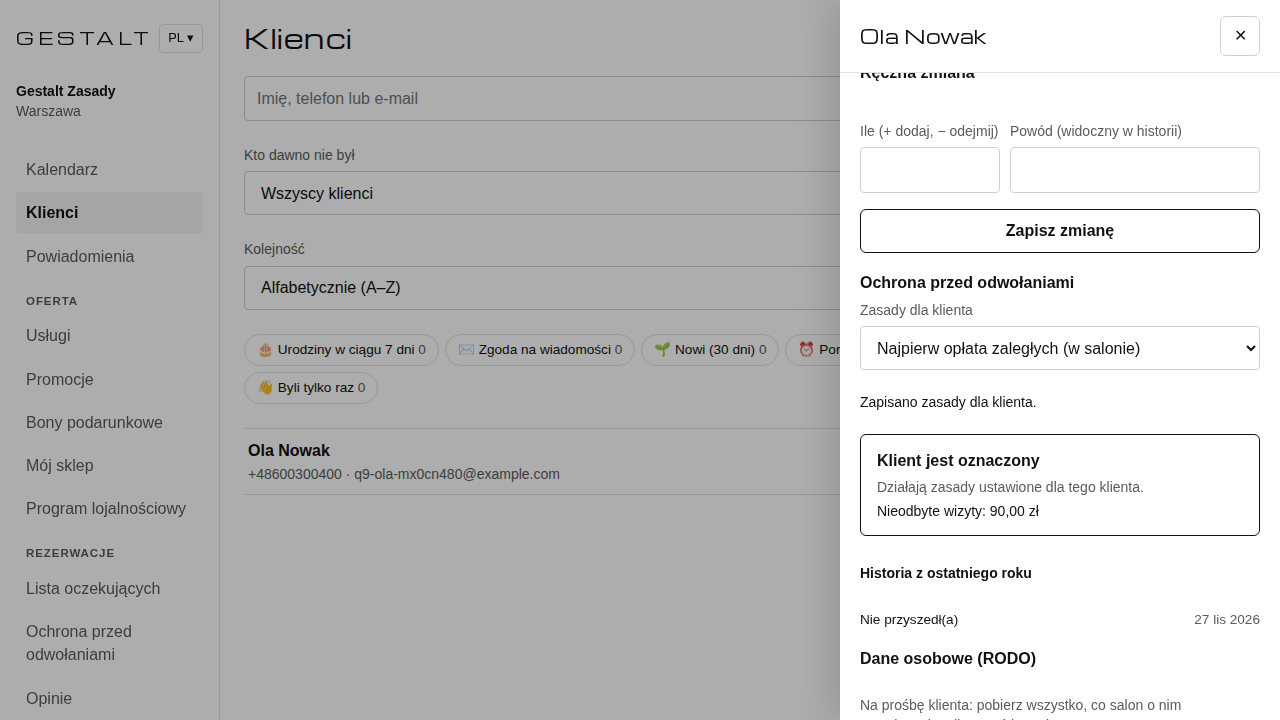 GESTALT
PL ▾
Gestalt Zasady
Warszawa
Kalendarz
Klienci
Powiadomienia
OFERTA
Usługi
Promocje
Bony podarunkowe
Mój sklep
Program lojalnościowy
REZERWACJE
Lista oczekujących
Ochrona przed
odwołaniami
Opinie
Klienci
Imię, telefon lub e-mail
Kto dawno nie był
Wszyscy klienci
Kolejność
Alfabetycznie (A–Z)
🎂 Urodziny w ciągu 7 dni 0
✉️ Zgoda na wiadomości 0
🌱 Nowi (30 dni) 0
⏰ Por
👋 Byli tylko raz 0
Ola Nowak
+48600300400 · q9-ola-mx0cn480@example.com
Ola Nowak
✕
Ręczna zmiana
Ile (+ dodaj, − odejmij)
Powód (widoczny w historii)
Zapisz zmianę
Ochrona przed odwołaniami
Zasady dla klienta
Najpierw opłata zaległych (w salonie)
Zapisano zasady dla klienta.
Klient jest oznaczony
Działają zasady ustawione dla tego klienta.
Nieodbyte wizyty: 90,00 zł
Historia z ostatniego roku
Nie przyszedł(a)
27 lis 2026
Dane osobowe (RODO)
Na prośbę klienta: pobierz wszystko, co salon o nim